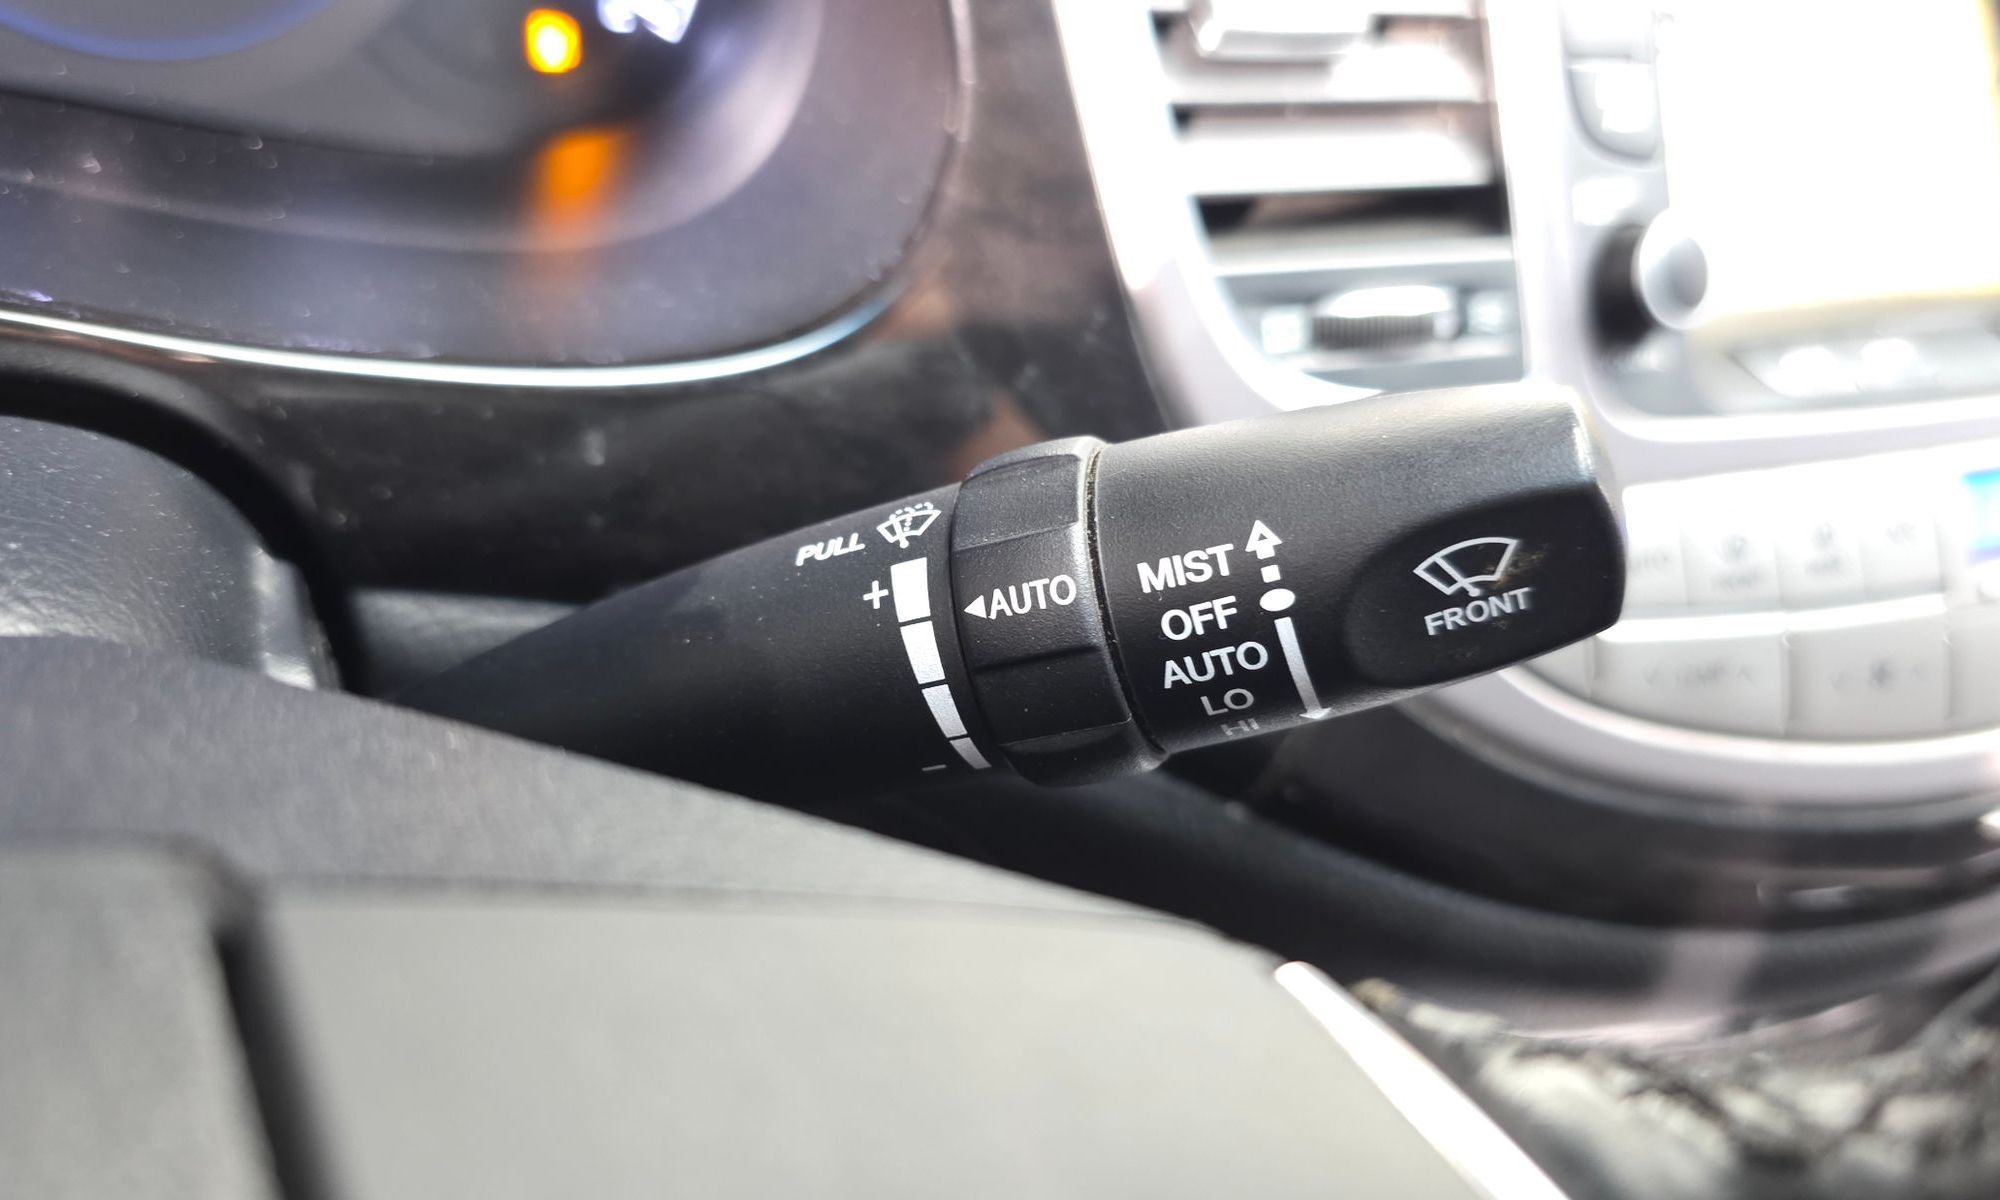 PULL
+
◀AUTO
−
MIST
OFF
AUTO
LO
HI
FRONT